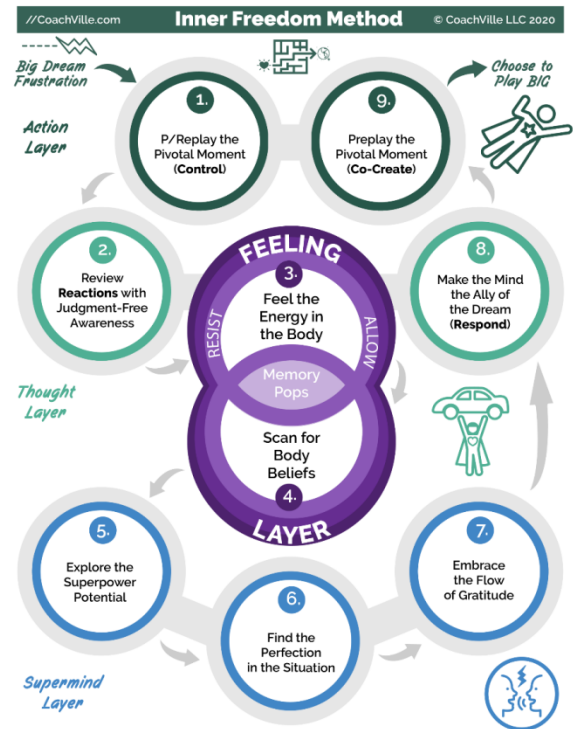 //CoachVille.com
Inner Freedom Method
© CoachVille LLC 2020
Big Dream
Frustration
Choose to
Play BIG
Action
Layer
1.
P/Replay the
Pivotal Moment
(Control)
9.
Preplay the
Pivotal Moment
(Co-Create)
2.
Review
Reactions with
Judgment-Free
Awareness
FEELING
3.
Feel the
Energy in
the Body
RESIST
ALLOW
Memory
Pops
Scan for
Body
Beliefs
4.
LAYER
8.
Make the Mind
the Ally of
the Dream
(Respond)
Thought
Layer
5.
Explore the
Superpower
Potential
6.
Find the
Perfection
in the Situation
7.
Embrace
the Flow
of Gratitude
Supermind
Layer